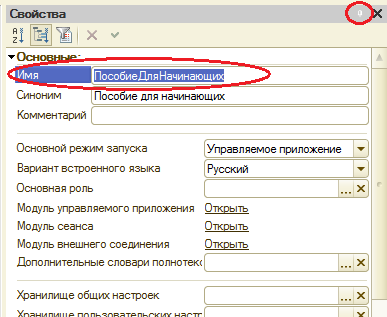 Свойства
Основные:
Имя ПособиеДляНачинающих
Синоним Пособие для начинающих
Комментарий
Основной режим запуска Управляемое приложение
Вариант встроенного языка Русский
Основная роль ...
Модуль управляемого приложения Открыть
Модуль сеанса Открыть
Модуль внешнего соединения Открыть
Дополнительные словари полнотекс ...
Хранилище общих настроек ...
Хранилище пользовательских настр ...